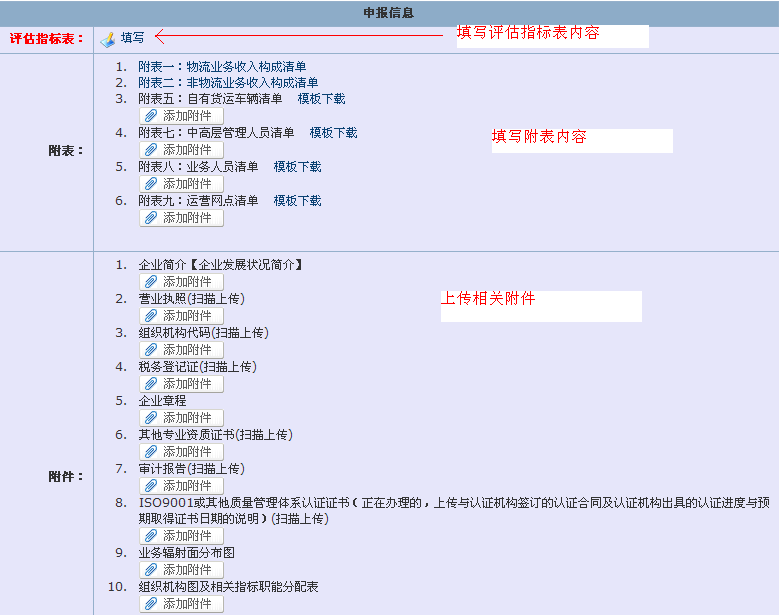 申报信息
评估指标表： 填写 填写评估指标表内容
附表：
1. 附表一：物流业务收入构成清单
2. 附表二：非物流业务收入构成清单
3. 附表五：自有货运车辆清单 模板下载
添加附件
4. 附表七：中高层管理人员清单 模板下载
添加附件
5. 附表八：业务人员清单 模板下载
添加附件
6. 附表九：运营网点清单 模板下载
添加附件
填写附表内容
附件：
1. 企业简介【企业发展状况简介】
添加附件
2. 营业执照(扫描上传)
添加附件
3. 组织机构代码(扫描上传)
添加附件
4. 税务登记证(扫描上传)
添加附件
5. 企业章程
添加附件
6. 其他专业资质证书(扫描上传)
添加附件
7. 审计报告(扫描上传)
添加附件
8. ISO9001或其他质量管理体系认证证书（正在办理的，上传与认证机构签订的认证合同及认证机构出具的认证进度与预
期取得证书日期的说明）(扫描上传)
添加附件
9. 业务辐射面分布图
添加附件
10. 组织机构图及相关指标职能分配表
添加附件
上传相关附件